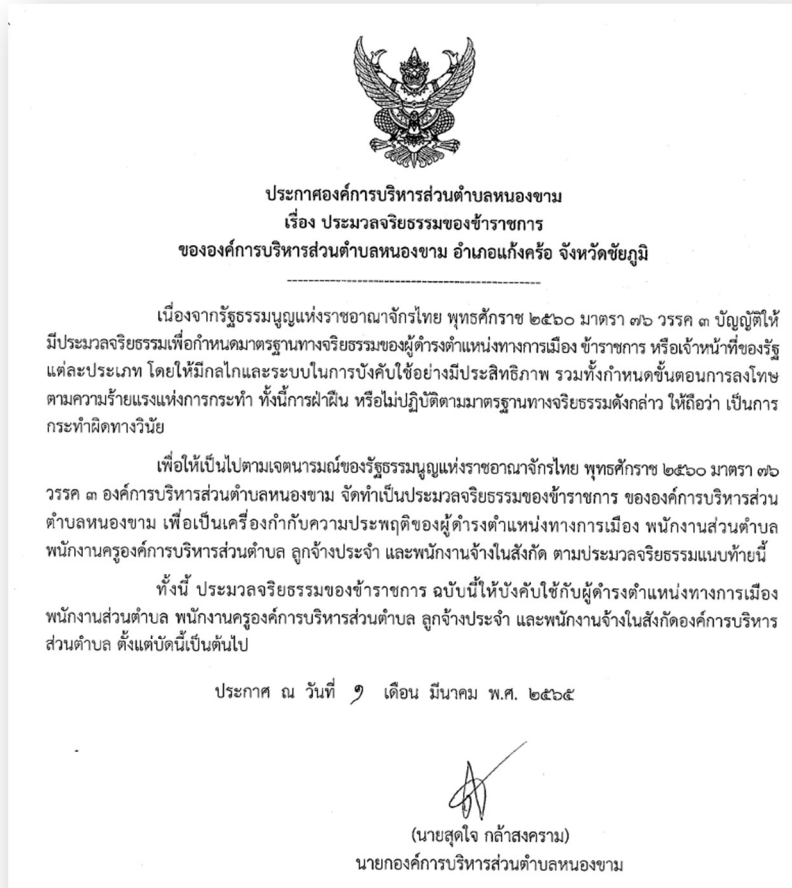 ประกาศองค์การบริหารส่วนตำบลหนองขาม
เรื่อง ประมวลจริยธรรมของข้าราชการ
ขององค์การบริหารส่วนตำบลหนองขาม อำเภอแก้งคร้อ จังหวัดชัยภูมิ
เนื่องจากรัฐธรรมนูญแห่งราชอาณาจักรไทย พุทธศักราช ๒๕๖๐ มาตรา ๗๖ วรรค ๓ บัญญัติให้
มีประมวลจริยธรรมเพื่อกำหนดมาตรฐานทางจริยธรรมของผู้ดำรงตำแหน่งทางการเมือง ข้าราชการ หรือเจ้าหน้าที่ของรัฐ
แต่ละประเภท โดยให้มีกลไกและระบบในการบังคับใช้อย่างมีประสิทธิภาพ รวมทั้งกำหนดขั้นตอนการลงโทษ
ตามความร้ายแรงแห่งการกระทำ ทั้งนี้การฝ่าฝืน หรือไม่ปฏิบัติตามมาตรฐานทางจริยธรรมดังกล่าว ให้ถือว่า เป็นการ
กระทำผิดทางวินัย
เพื่อให้เป็นไปตามเจตนารมณ์ของรัฐธรรมนูญแห่งราชอาณาจักรไทย พุทธศักราช ๒๕๖๐ มาตรา ๗๖
วรรค ๓ องค์การบริหารส่วนตำบลหนองขาม จัดทำเป็นประมวลจริยธรรมของข้าราชการ ขององค์การบริหารส่วน
ตำบลหนองขาม เพื่อเป็นเครื่องกำกับความประพฤติของผู้ดำรงตำแหน่งทางการเมือง พนักงานส่วนตำบล
พนักงานครูองค์การบริหารส่วนตำบล ลูกจ้างประจำ และพนักงานจ้างในสังกัด ตามประมวลจริยธรรมแนบท้ายนี้
ทั้งนี้ ประมวลจริยธรรมของข้าราชการ ฉบับนี้ให้บังคับใช้กับผู้ดำรงตำแหน่งทางการเมือง
พนักงานส่วนตำบล พนักงานครูองค์การบริหารส่วนตำบล ลูกจ้างประจำ และพนักงานจ้างในสังกัดองค์การบริหาร
ส่วนตำบล ตั้งแต่บัดนี้เป็นต้นไป
ประกาศ ณ วันที่ ๑ เดือน มีนาคม พ.ศ. ๒๕๖๕
(นายสุดใจ กล้าสงคราม)
นายกองค์การบริหารส่วนตำบลหนองขาม